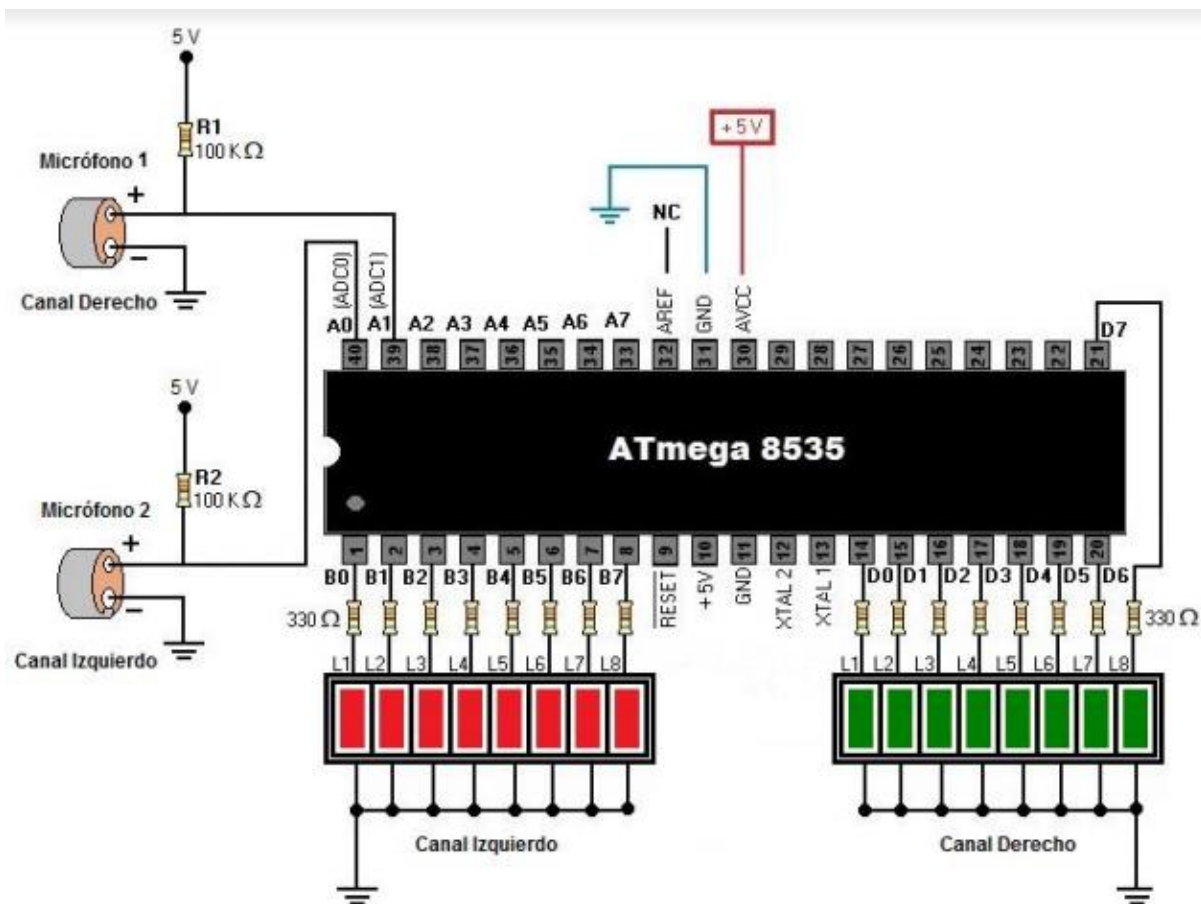 5 V
R1
100 KΩ
Micrófono 1
+
−
Canal Derecho
+5V
NC
(ADC0)
(ADC1)
AREF
GND
AVCC
A0 A1 A2 A3 A4 A5 A6 A7
D7
40 39 38 37 36 35 34 33 32 31 30 29 28 27 26 25 24 23 22 21
5 V
R2
100 KΩ
Micrófono 2
+
−
Canal Izquierdo
ATmega 8535
1 2 3 4 5 6 7 8 9 10 11 12 13 14 15 16 17 18 19 20
B0 B1 B2 B3 B4 B5 B6 B7
RESET
+5V
GND
XTAL 2
XTAL 1
D0 D1 D2 D3 D4 D5 D6
330 Ω
330 Ω
L1 L2 L3 L4 L5 L6 L7 L8
L1 L2 L3 L4 L5 L6 L7 L8
Canal Izquierdo
Canal Derecho